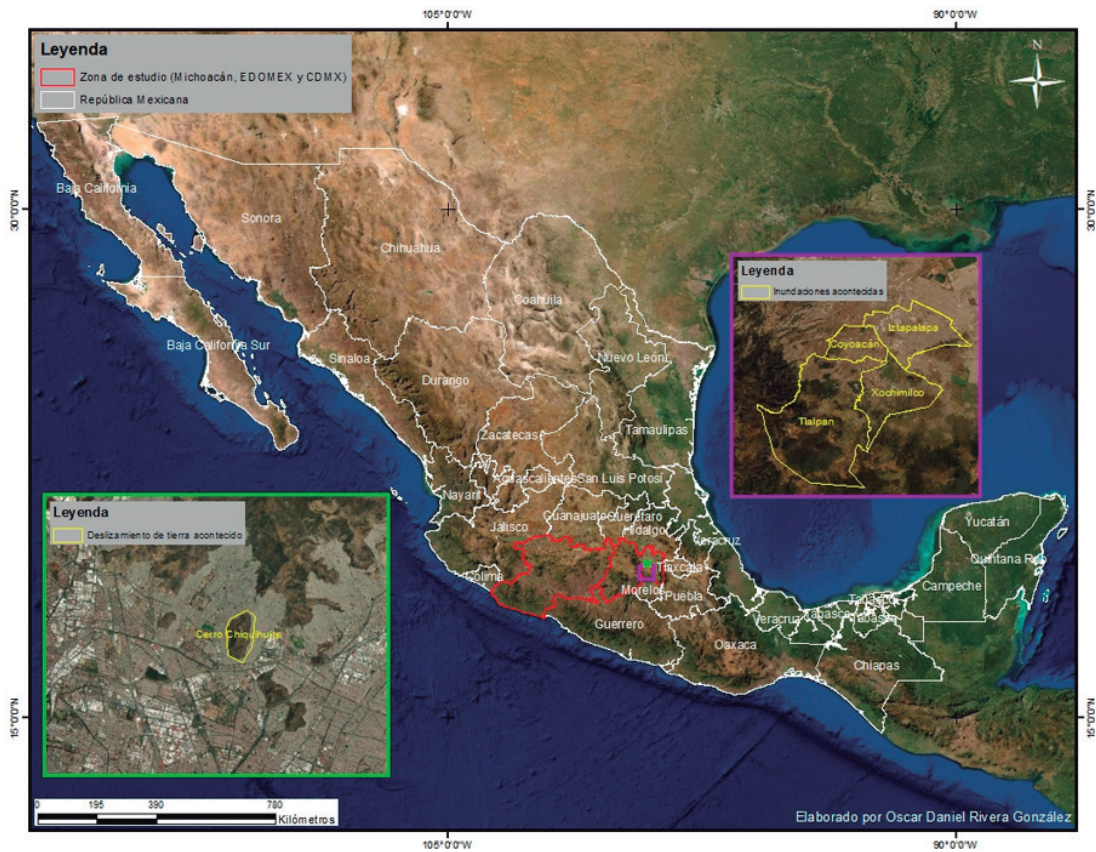 105°0'0"W
90°0'0"W
Leyenda
Zona de estudio (Michoacán, EDOMEX y CDMX)
República Mexicana
N
30°0'0"N
30°0'0"N
Baja California
Sonora
Chihuahua
Coahuila
Baja California Sur
Sinaloa
Durango
Nuevo León
Zacatecas
Tamaulipas
Aguascalientes
San Luis Potosí
Nayarit
Jalisco
Guanajuato
Querétaro
Hidalgo
Veracruz
Colima
Tlaxcala
Morelos
Puebla
Guerrero
Oaxaca
Veracruz
Tabasco
Tabasco
Tabasco
Chiapas
Campeche
Yucatán
Quintana Roo
Leyenda
Inundaciones acontecidas
Iztapalapa
Coyoacán
Xochimilco
Tlalpan
Leyenda
Deslizamiento de tierra acontecido
Cerro Chiquihuite
15°0'0"N
15°0'0"N
0 195 390 780
Kilómetros
Elaborado por Oscar Daniel Rivera González
105°0'0"W
90°0'0"W